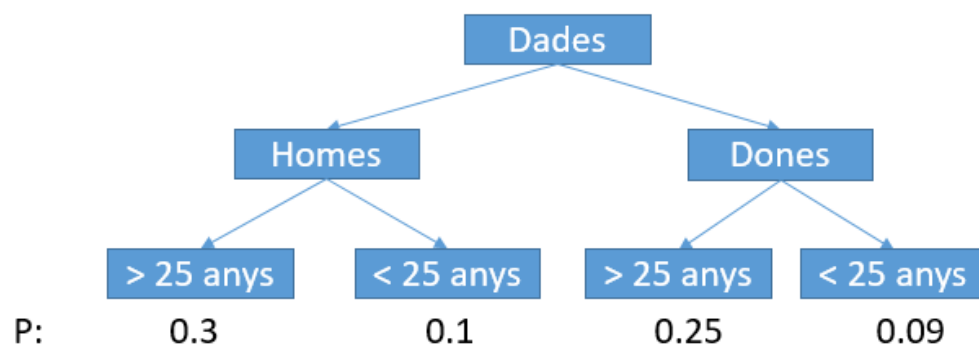 Dades
Homes Dones
> 25 anys < 25 anys > 25 anys < 25 anys
P: 0.3 0.1 0.25 0.09